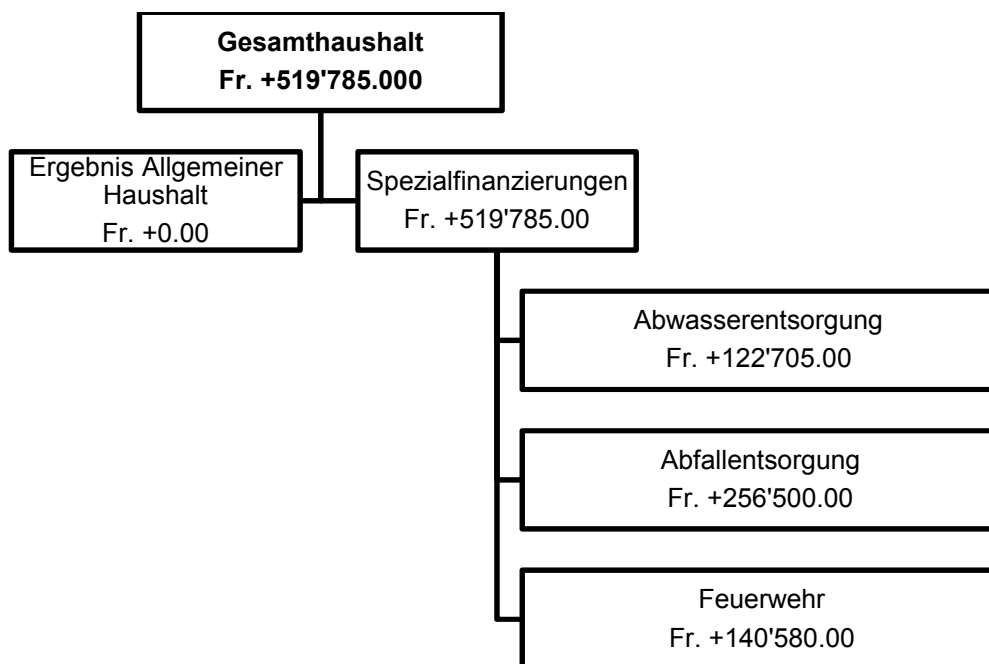 Gesamthaushalt
Fr. +519'785.000
Ergebnis Allgemeiner
Haushalt
Fr. +0.00
Spezialfinanzierungen
Fr. +519'785.00
Abwasserentsorgung
Fr. +122'705.00
Abfallentsorgung
Fr. +256'500.00
Feuerwehr
Fr. +140'580.00